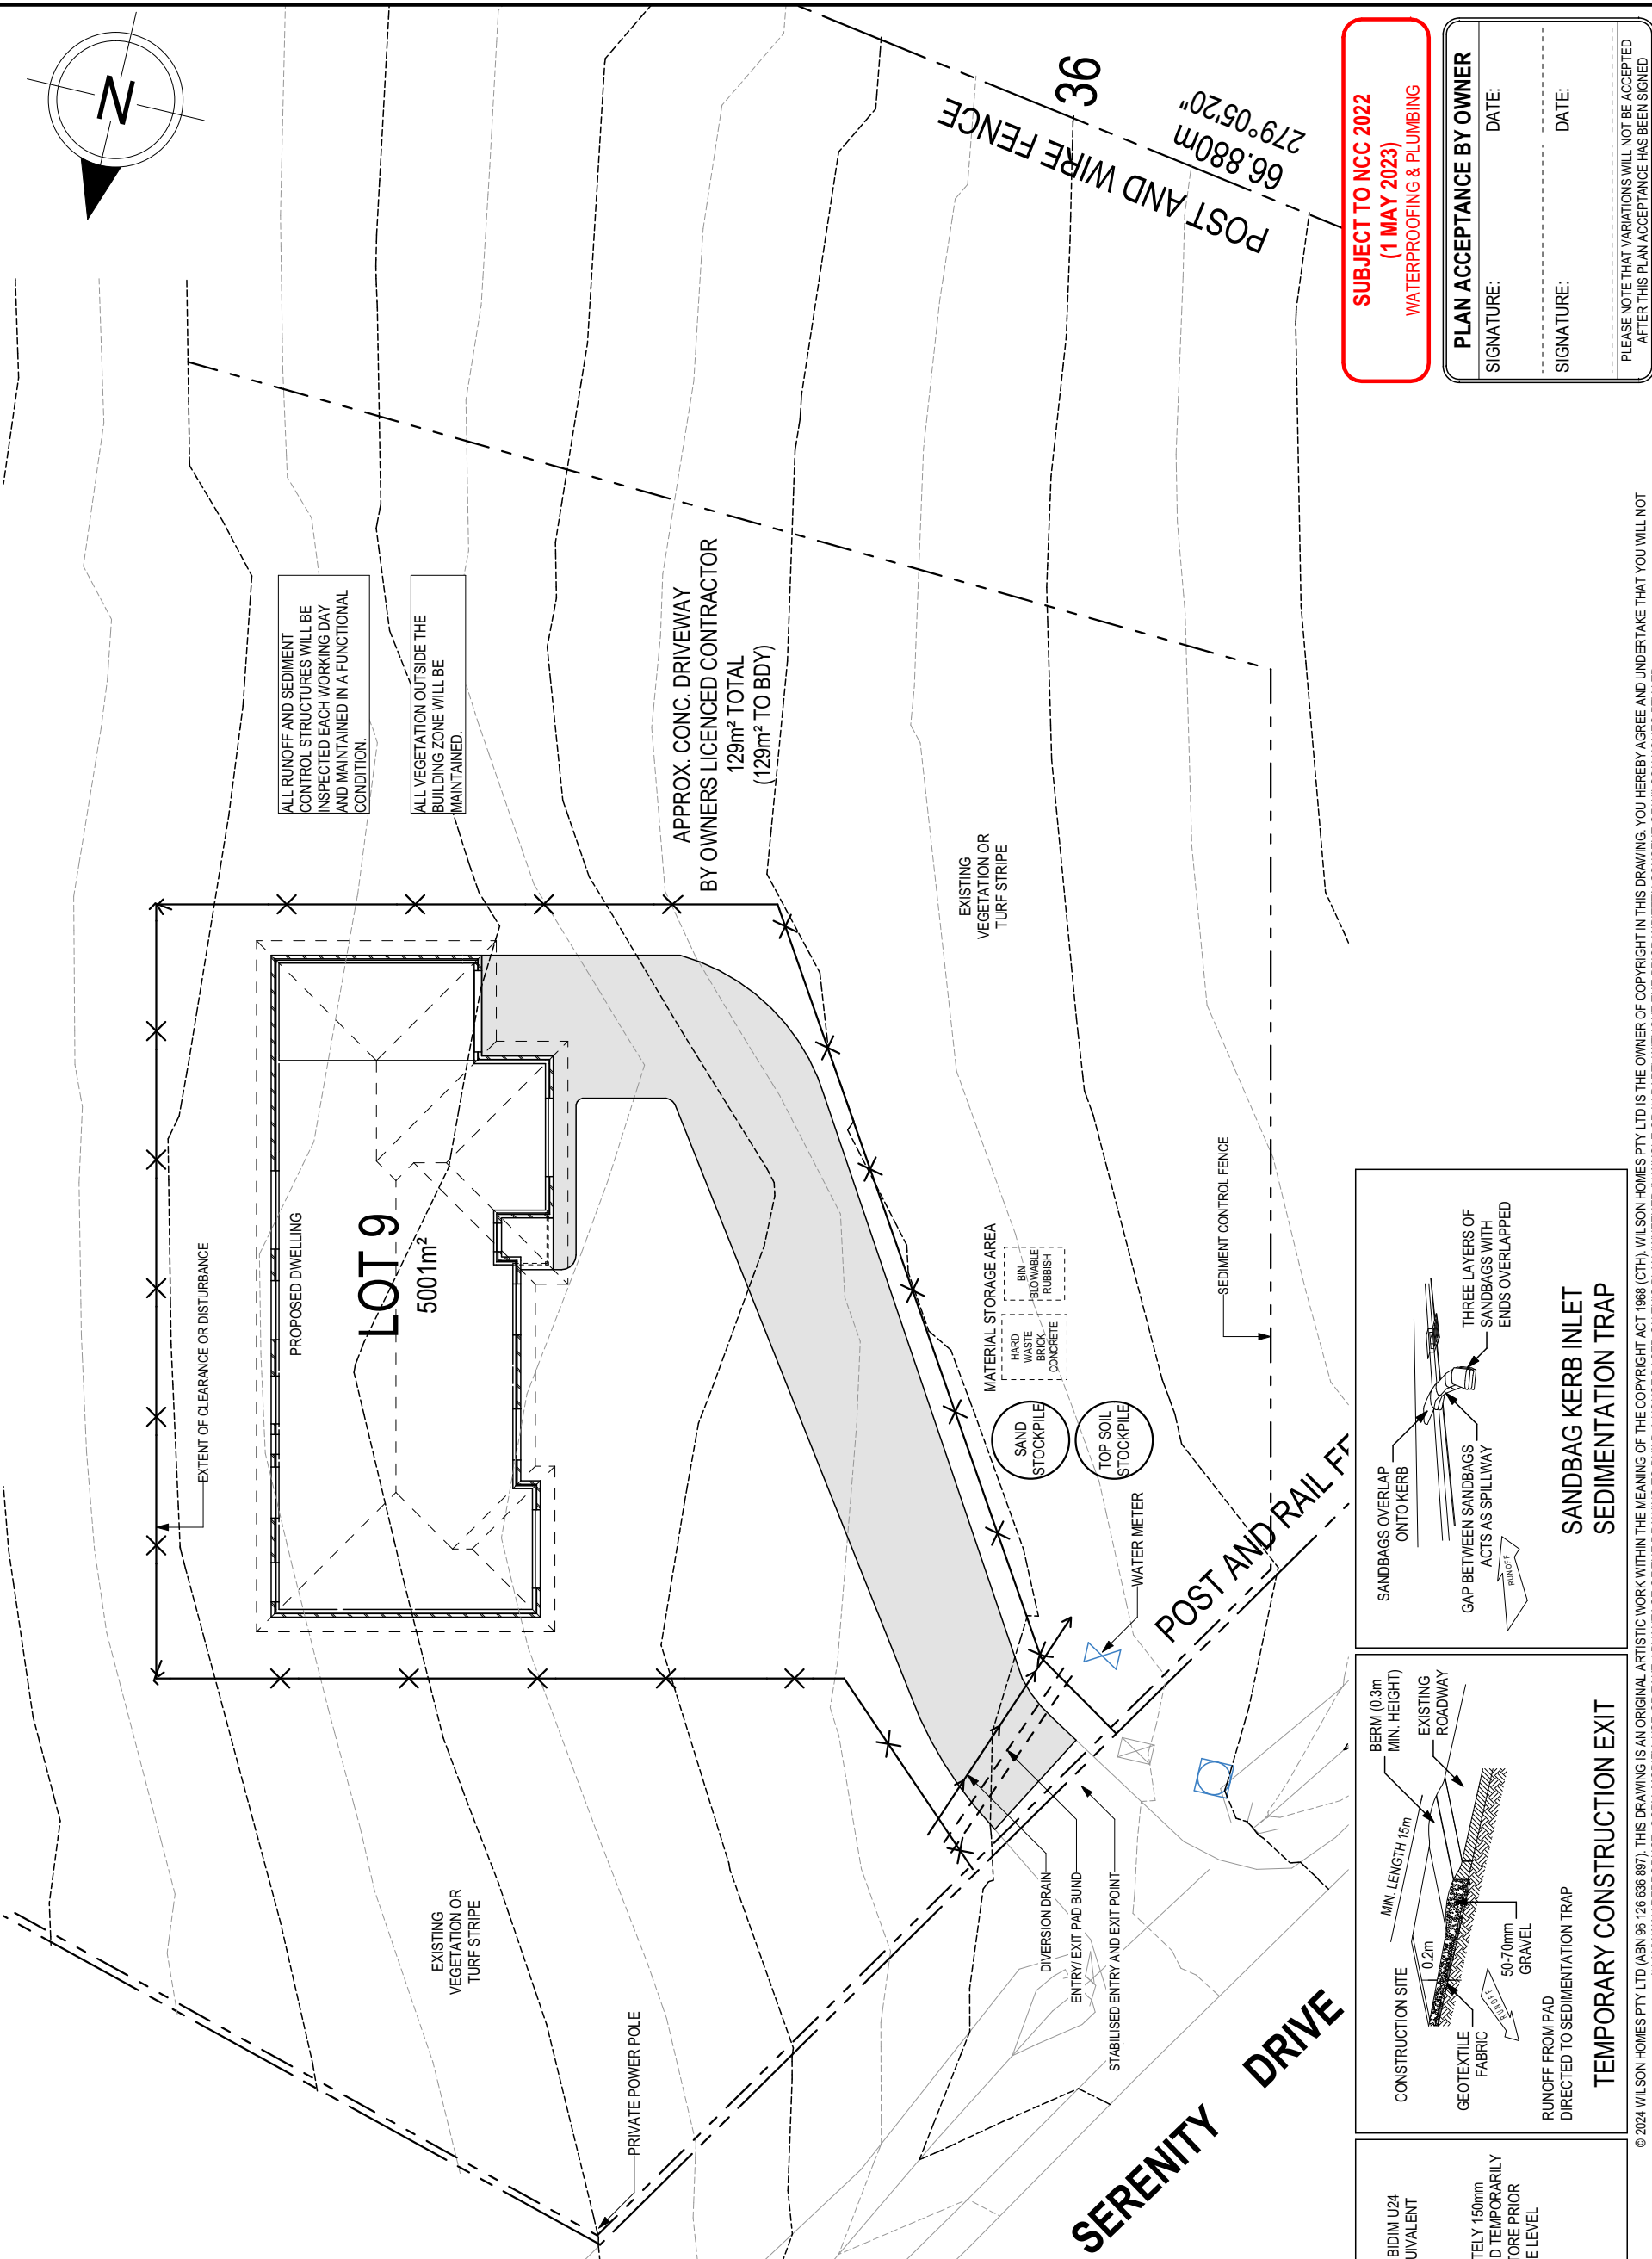 N
POST AND WIRE FENCE
36
66.880m
279°05'20"
ALL RUNOFF AND SEDIMENT
CONTROL STRUCTURES WILL BE
INSPECTED EACH WORKING DAY
AND MAINTAINED IN A FUNCTIONAL
CONDITION.
ALL VEGETATION OUTSIDE THE
BUILDING ZONE WILL BE
MAINTAINED.
APPROX. CONC. DRIVEWAY
BY OWNERS LICENCED CONTRACTOR
129m² TOTAL
(129m² TO BDY)
EXISTING
VEGETATION OR
TURF STRIPE
EXTENT OF CLEARANCE OR DISTURBANCE
PROPOSED DWELLING
LOT 9
5001m²
MATERIAL STORAGE AREA
HARD
WASTE
BRICK
CONCRETE
BIN
BLOWABLE
RUBBISH
SAND
STOCKPILE
TOP SOIL
STOCKPILE
SEDIMENT CONTROL FENCE
WATER METER
POST AND RAIL FE
EXISTING
VEGETATION OR
TURF STRIPE
PRIVATE POWER POLE
DIVERSION DRAIN
ENTRY/ EXIT PAD BUND
STABILISED ENTRY AND EXIT POINT
SERENITY DRIVE
SUBJECT TO NCC 2022
(1 MAY 2023)
WATERPROOFING & PLUMBING
PLAN ACCEPTANCE BY OWNER
SIGNATURE: DATE:
SIGNATURE: DATE:
PLEASE NOTE THAT VARIATIONS WILL NOT BE ACCEPTED
AFTER THIS PLAN ACCEPTANCE HAS BEEN SIGNED
SANDBAGS OVERLAP
ONTO KERB
GAP BETWEEN SANDBAGS
ACTS AS SPILLWAY
RUNOFF
THREE LAYERS OF
SANDBAGS WITH
ENDS OVERLAPPED
SANDBAG KERB INLET
SEDIMENTATION TRAP
CONSTRUCTION SITE
MIN. LENGTH 15m
BERM (0.3m
MIN. HEIGHT)
EXISTING
ROADWAY
0.2m
GEOTEXTILE
FABRIC
RUNOFF
50-70mm
GRAVEL
RUNOFF FROM PAD
DIRECTED TO SEDIMENTATION TRAP
TEMPORARY CONSTRUCTION EXIT
BIDIM U24
UIVALENT
TELY 150mm
D TEMPORARILY
TORE PRIOR
E LEVEL
© 2024 WILSON HOMES PTY LTD (ABN 96 126 636 897). THIS DRAWING IS AN ORIGINAL ARTISTIC WORK WITHIN THE MEANING OF THE COPYRIGHT ACT 1968 (CTH). WILSON HOMES PTY LTD IS THE OWNER OF COPYRIGHT IN THIS DRAWING. YOU HEREBY AGREE AND UNDERTAKE THAT YOU WILL NOT